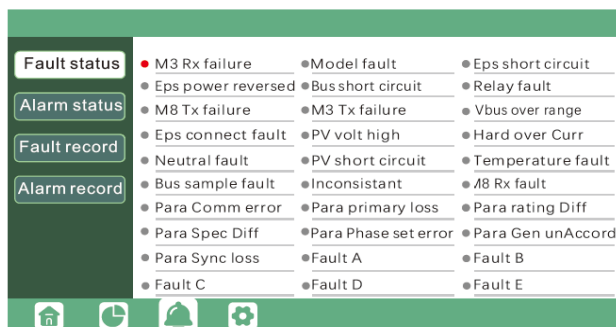 Fault status
Alarm status
Fault record
Alarm record
M3 Rx failure Model fault Eps short circuit
Eps power reversed Bus short circuit Relay fault
M8 Tx failure M3 Tx failure Vbus over range
Eps connect fault PV volt high Hard over Curr
Neutral fault PV short circuit Temperature fault
Bus sample fault Inconsistant M8 Rx fault
Para Comm error Para primary loss Para rating Diff
Para Spec Diff Para Phase set error Para Gen unAccord
Para Sync loss Fault A Fault B
Fault C Fault D Fault E